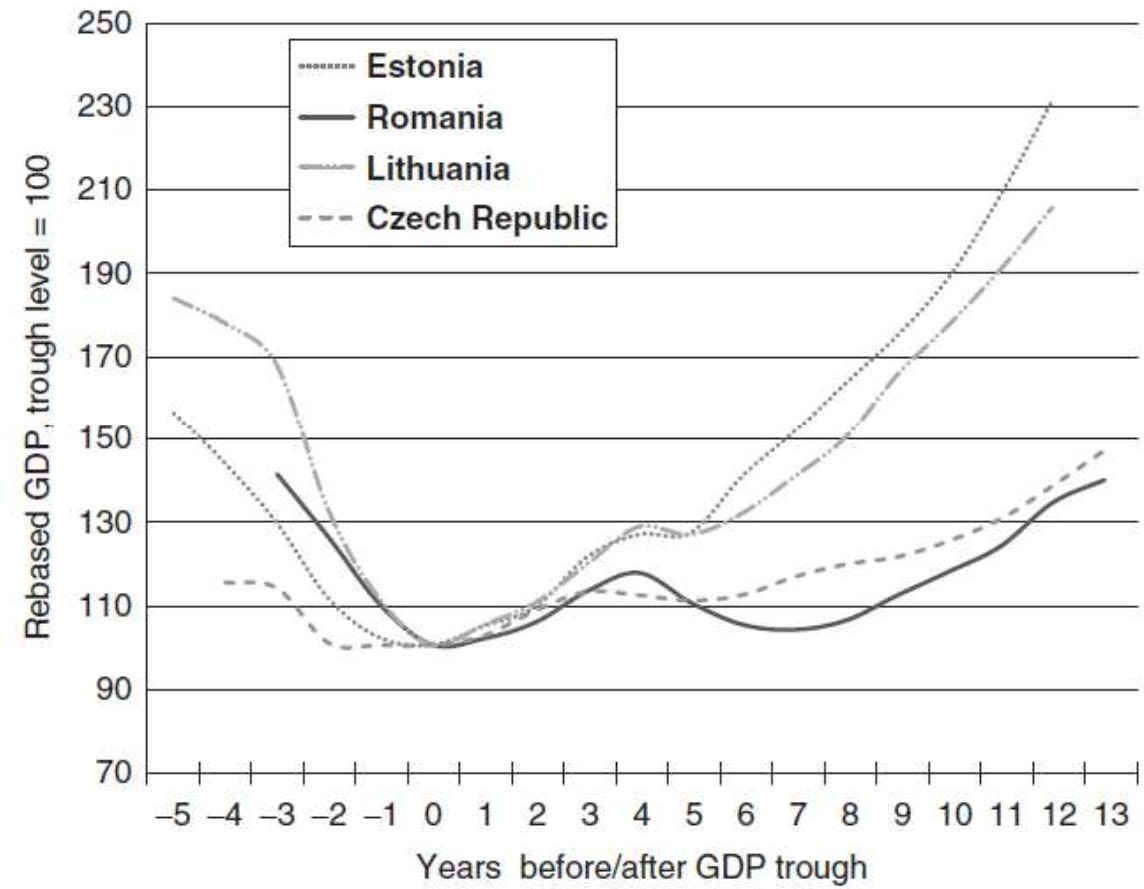 Rebased GDP, trough level = 100
250
230
210
190
170
150
130
110
90
70
Estonia
Romania
Lithuania
Czech Republic
–5 –4 –3 –2 –1 0 1 2 3 4 5 6 7 8 9 10 11 12 13
Years before/after GDP trough